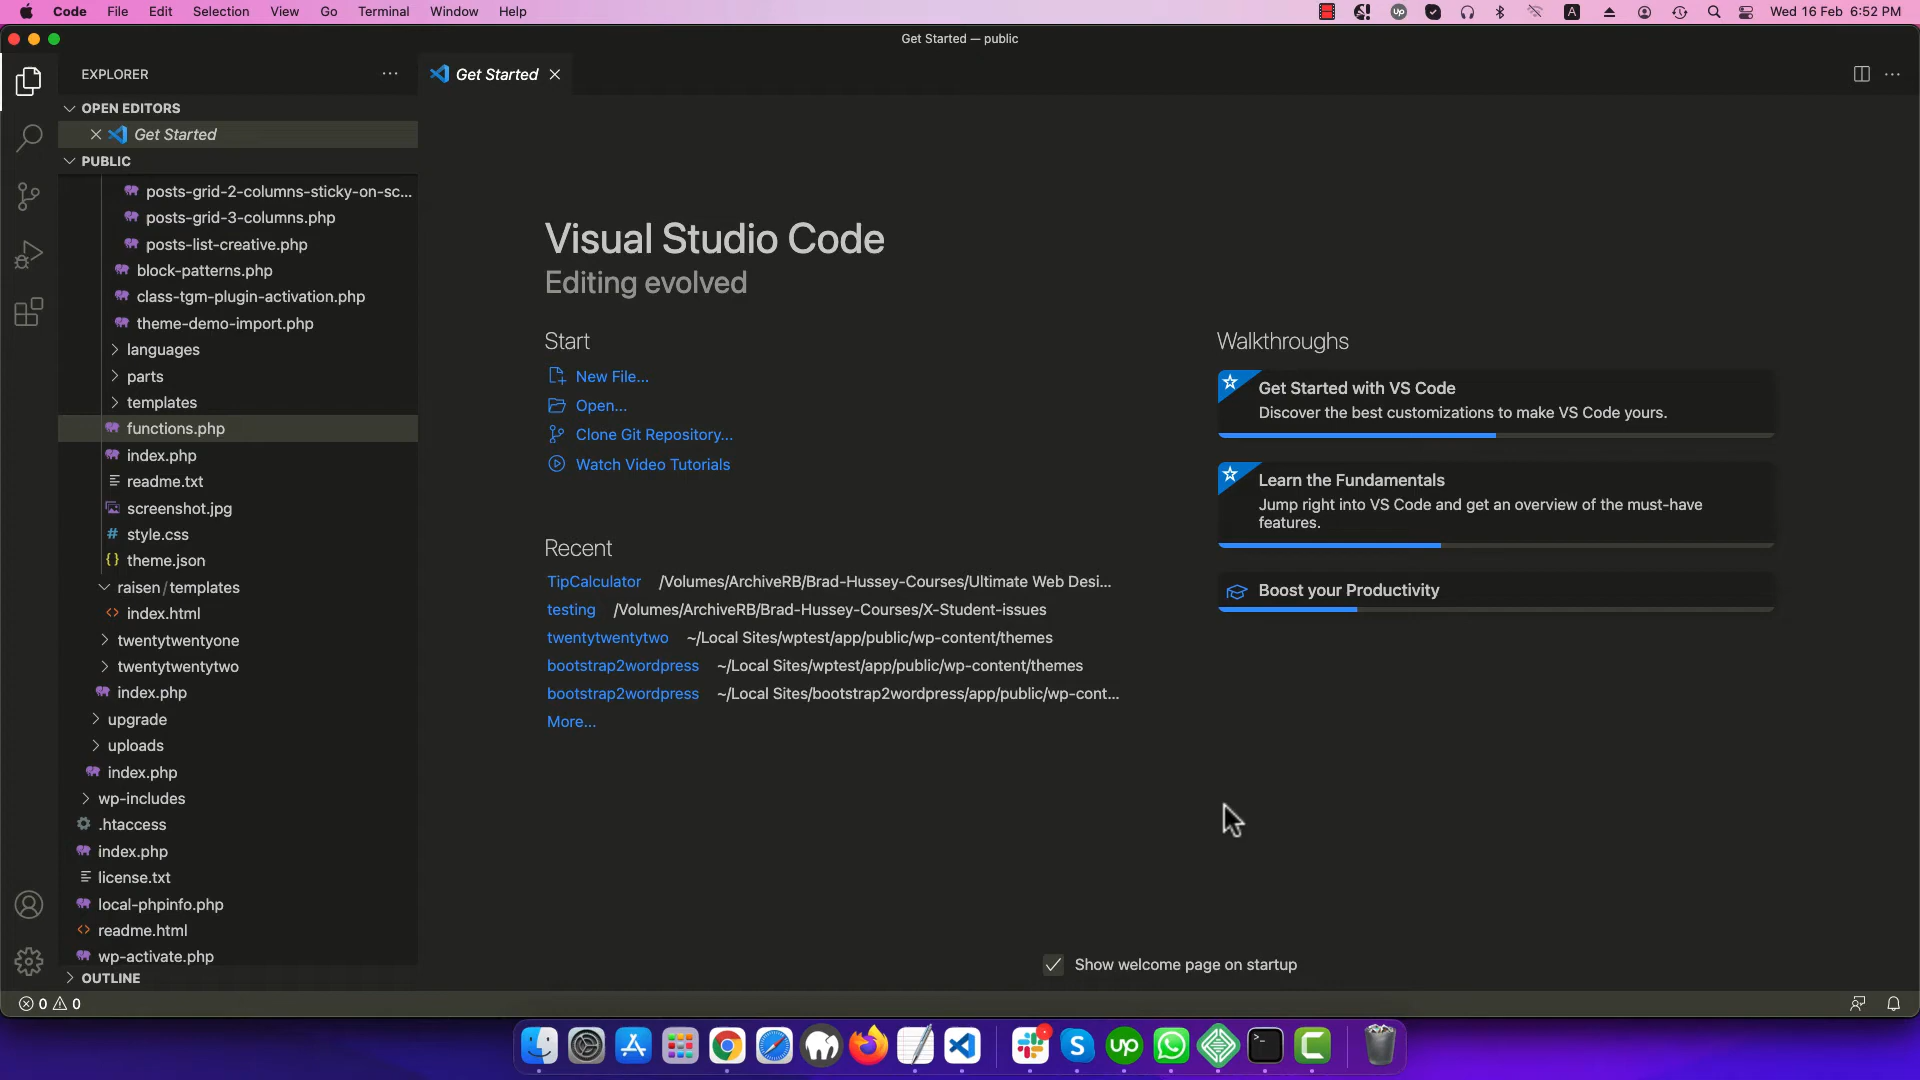 Code File Edit Selection View Go Terminal Window Help
up A Wed 16 Feb 6:52 PM
Get Started — public
EXPLORER
Get Started
OPEN EDITORS
Get Started
PUBLIC
posts-grid-2-columns-sticky-on-sc...
posts-grid-3-columns.php
posts-list-creative.php
block-patterns.php
class-tgm-plugin-activation.php
theme-demo-import.php
languages
parts
templates
functions.php
index.php
readme.txt
screenshot.jpg
style.css
theme.json
raisen/templates
index.html
twentytwentyone
twentytwentytwo
index.php
upgrade
uploads
index.php
wp-includes
.htaccess
index.php
license.txt
local-phpinfo.php
readme.html
wp-activate.php
OUTLINE
Visual Studio Code
Editing evolved
Start
New File...
Open...
Clone Git Repository...
Watch Video Tutorials
Recent
TipCalculator /Volumes/ArchiveRB/Brad-Hussey-Courses/Ultimate Web Desi...
testing /Volumes/ArchiveRB/Brad-Hussey-Courses/X-Student-issues
twentytwentytwo ~/Local Sites/wptest/app/public/wp-content/themes
bootstrap2wordpress ~/Local Sites/wptest/app/public/wp-content/themes
bootstrap2wordpress ~/Local Sites/bootstrap2wordpress/app/public/wp-cont...
More...
Walkthroughs
Get Started with VS Code
Discover the best customizations to make VS Code yours.
Learn the Fundamentals
Jump right into VS Code and get an overview of the must-have
features.
Boost your Productivity
Show welcome page on startup
0 0
S up >_ C